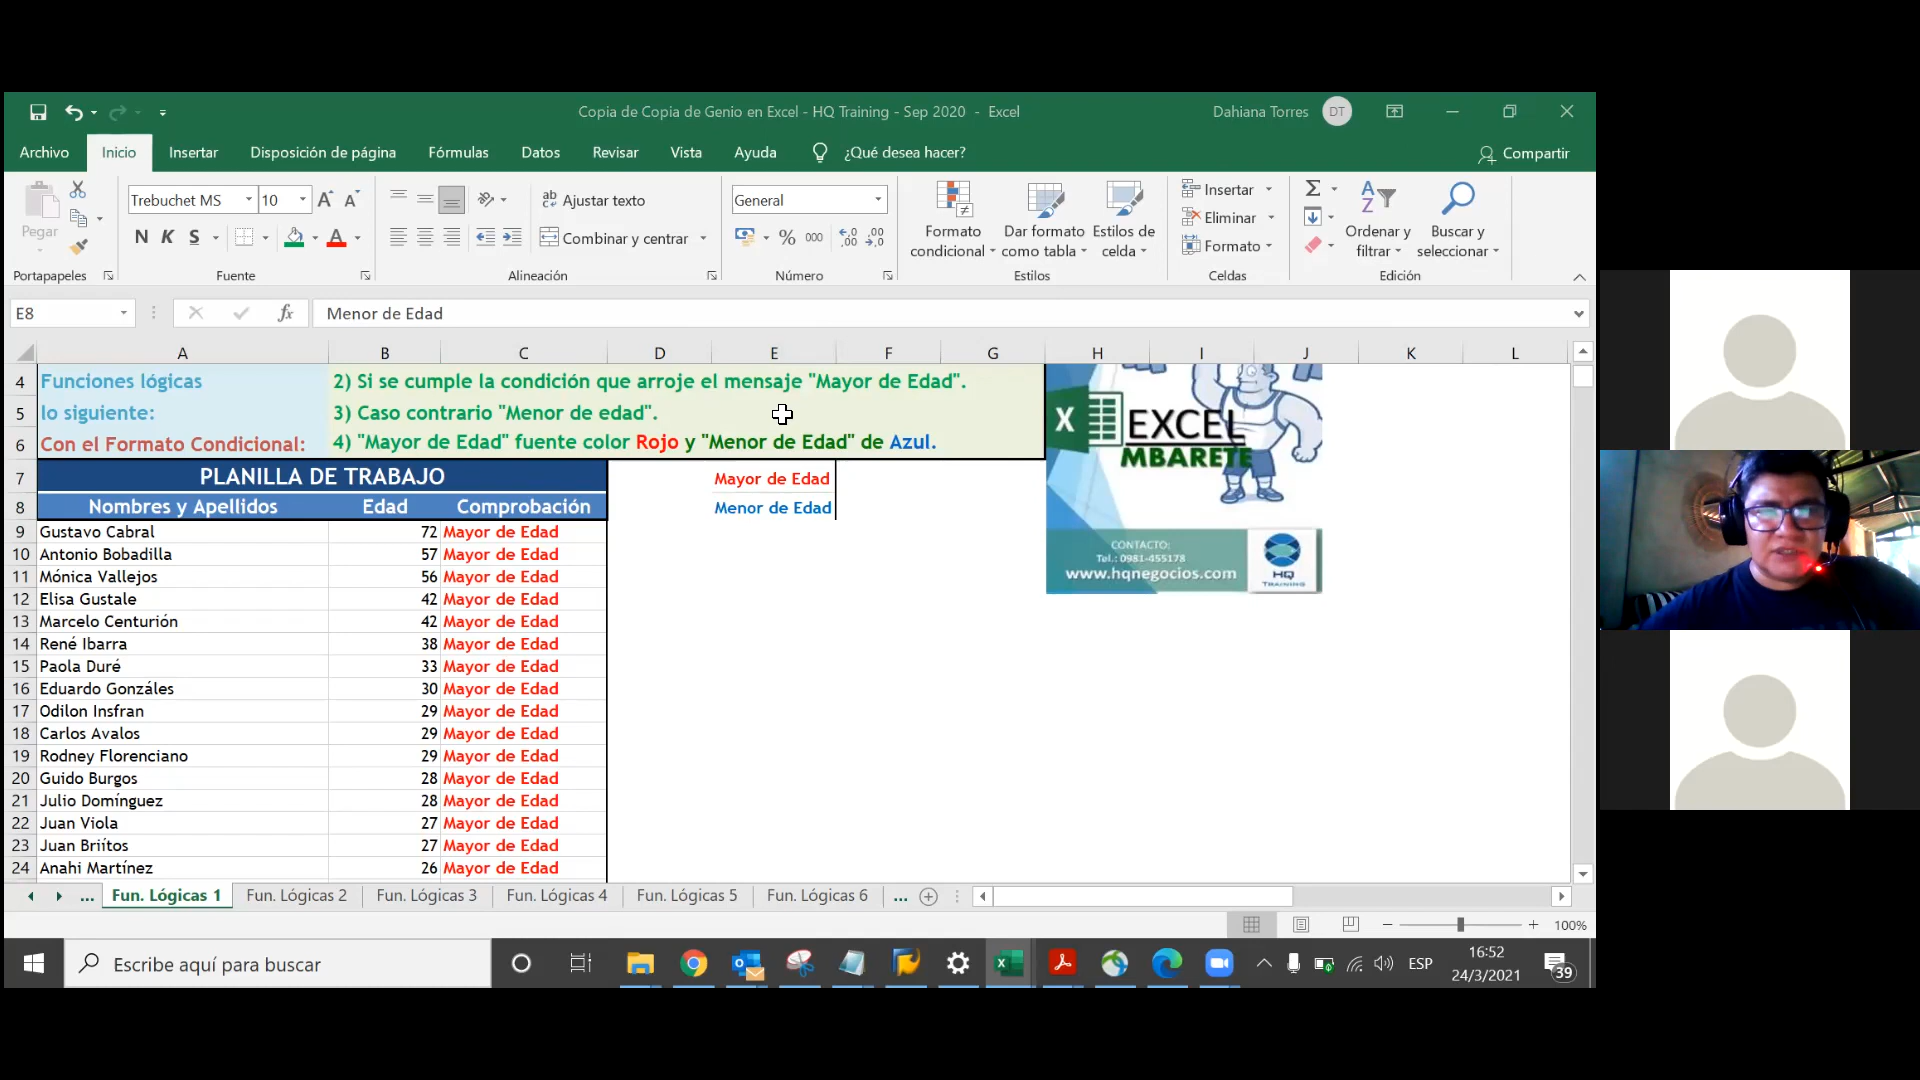 Copia de Copia de Genio en Excel - HQ Training - Sep 2020 - Excel
Dahiana Torres DT
Archivo Inicio Insertar Disposición de página Fórmulas Datos Revisar Vista Ayuda ¿Qué desea hacer? Compartir
Pegar
Trebuchet MS 10
N K S
Ajustar texto
Combinar y centrar
General
% 000
Formato condicional
Dar formato como tabla
Estilos de celda
Insertar
Eliminar
Formato
Ordenar y filtrar
Buscar y seleccionar
Portapapeles Fuente Alineación Número Estilos Celdas Edición
E8 fx Menor de Edad
A B C D E F G H I J K L
4 Funciones lógicas 2) Si se cumple la condición que arroje el mensaje "Mayor de Edad".
5 lo siguiente: 3) Caso contrario "Menor de edad".
6 Con el Formato Condicional: 4) "Mayor de Edad" fuente color Rojo y "Menor de Edad" de Azul.
7 PLANILLA DE TRABAJO Mayor de Edad
8 Nombres y Apellidos Edad Comprobación Menor de Edad
9 Gustavo Cabral 72 Mayor de Edad
10 Antonio Bobadilla 57 Mayor de Edad
11 Mónica Vallejos 56 Mayor de Edad
12 Elisa Gustale 42 Mayor de Edad
13 Marcelo Centurión 42 Mayor de Edad
14 René Ibarra 38 Mayor de Edad
15 Paola Duré 33 Mayor de Edad
16 Eduardo Gonzáles 30 Mayor de Edad
17 Odilon Insfran 29 Mayor de Edad
18 Carlos Avalos 29 Mayor de Edad
19 Rodney Florenciano 29 Mayor de Edad
20 Guido Burgos 28 Mayor de Edad
21 Julio Domínguez 28 Mayor de Edad
22 Juan Viola 27 Mayor de Edad
23 Juan Briítos 27 Mayor de Edad
24 Anahi Martínez 26 Mayor de Edad
X EXCEL
MBARETE
CONTACTO:
Tel.: 0981-455178
www.hqnegocios.com
HQ
TRAINING
... Fun. Lógicas 1 Fun. Lógicas 2 Fun. Lógicas 3 Fun. Lógicas 4 Fun. Lógicas 5 Fun. Lógicas 6 ...
100%
Escribe aquí para buscar
ESP
16:52
24/3/2021
39